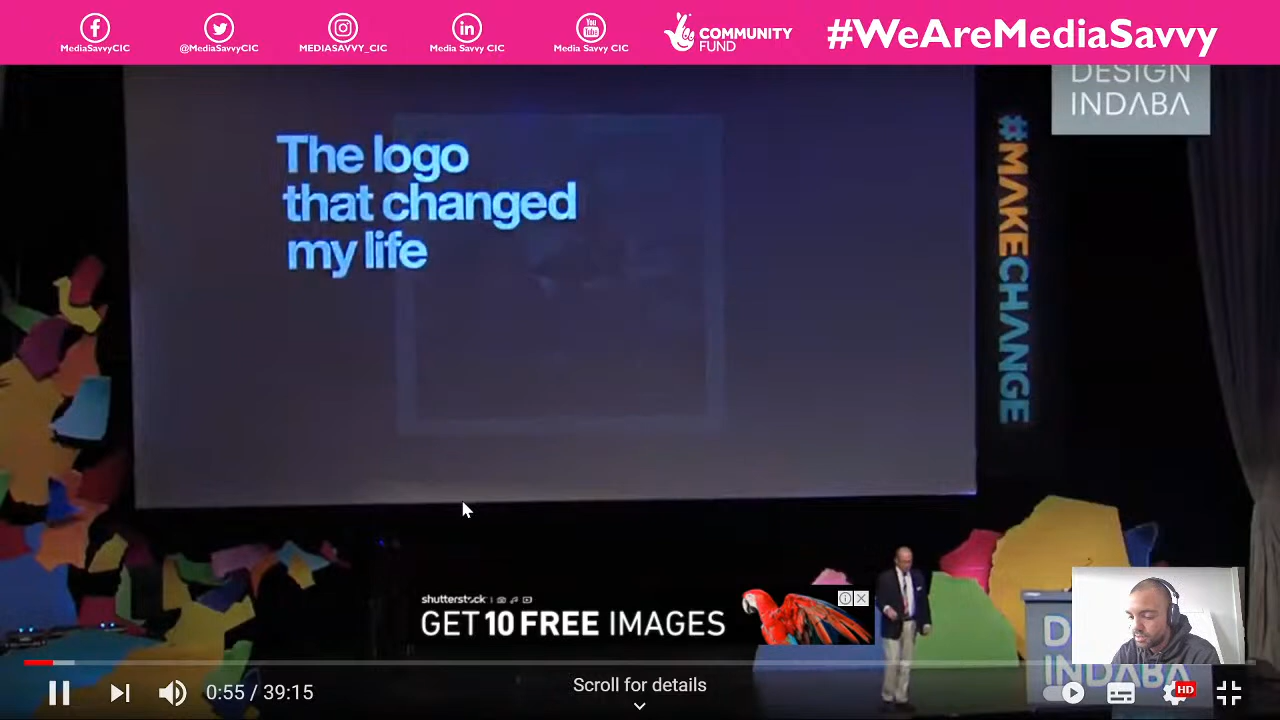 MediaSavvyCIC
@MediaSavvyCIC
MEDIASAVVY_CIC
Media Savvy CIC
Media Savvy CIC
COMMUNITY
FUND
#WeAreMediaSavvy
DESIGN
INDABA
The logo
that changed
my life
#MAKECHANGE
shutterstock
GET 10 FREE IMAGES
INDABA
0:55 / 39:15
Scroll for details
HD